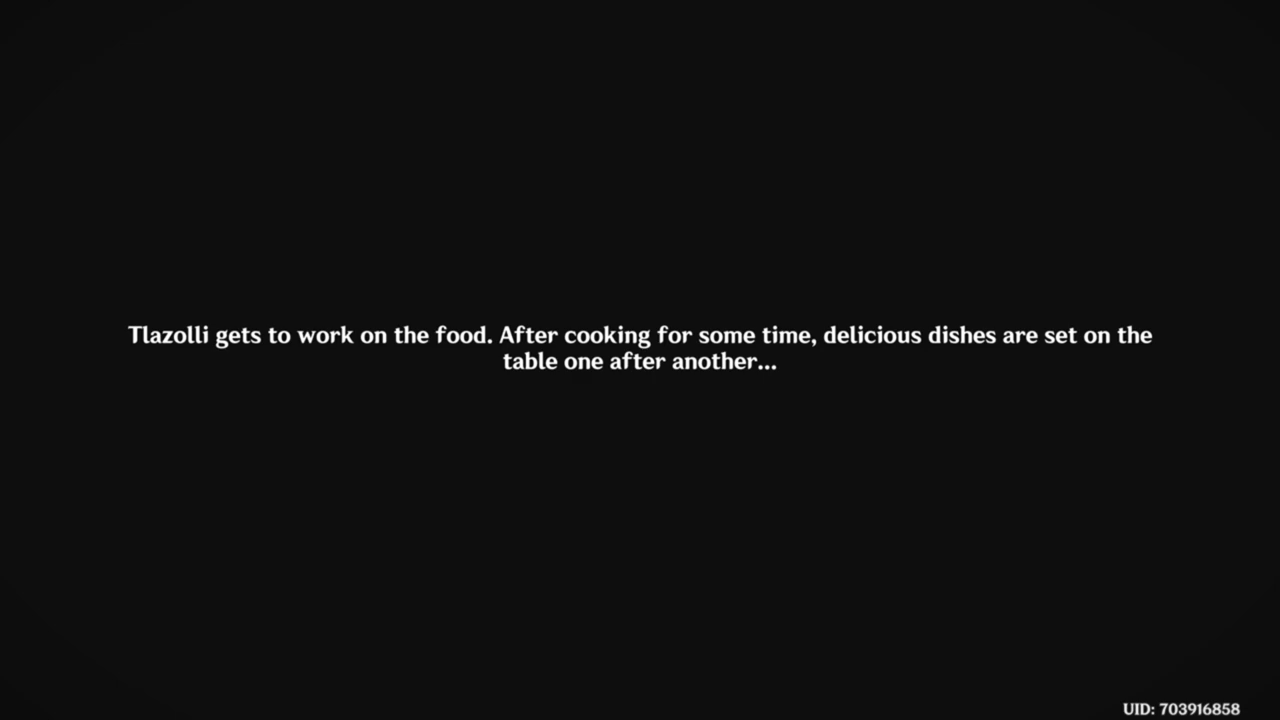 Tlazolli gets to work on the food. After cooking for some time, delicious dishes are set on the
table one after another...
UID: 703916858